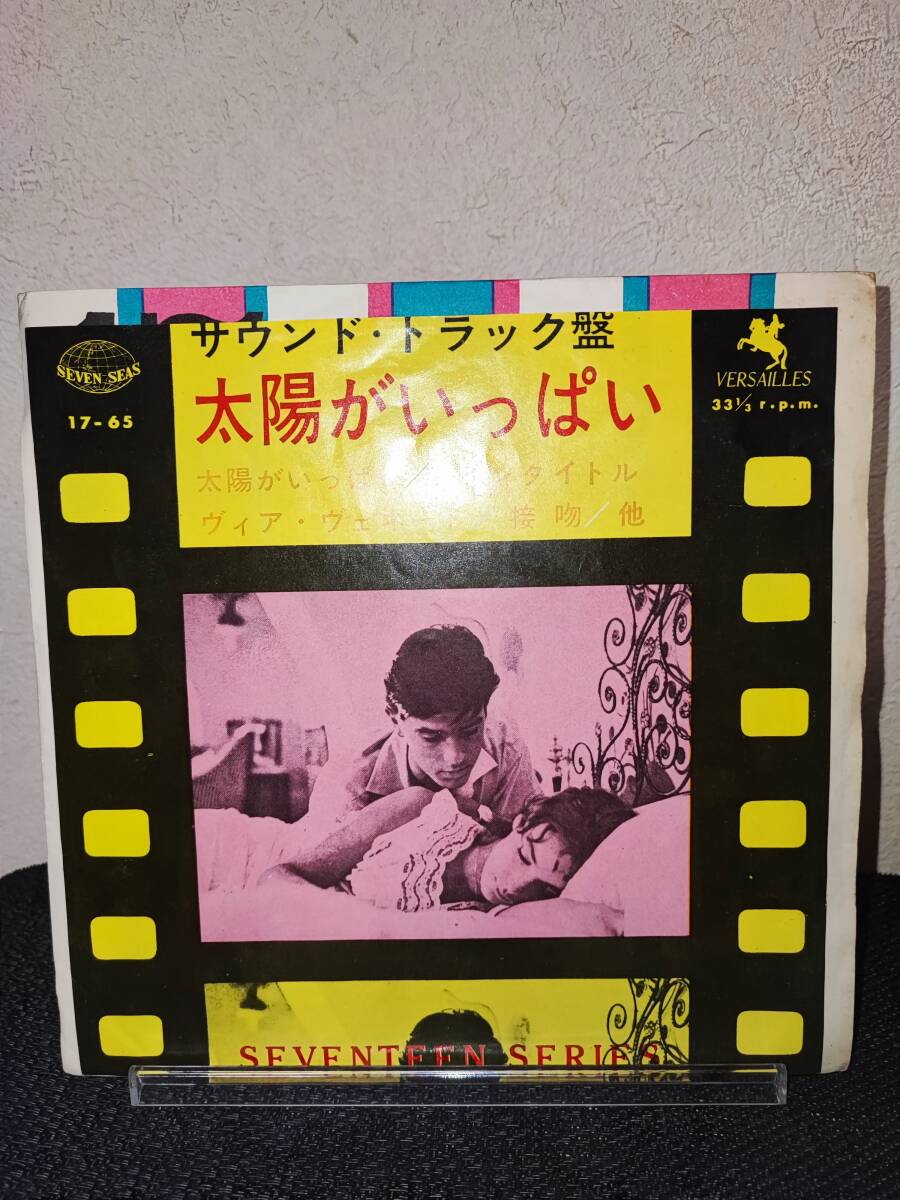 サウンド・トラック盤
太陽がいっぱい
太陽がいっぱ／タイトル
ヴィア・ヴェ／接吻／他
SEVEN SEAS
17-65
VERSAILLES
33⅓ r.p.m.
SEVENTEEN SERIES